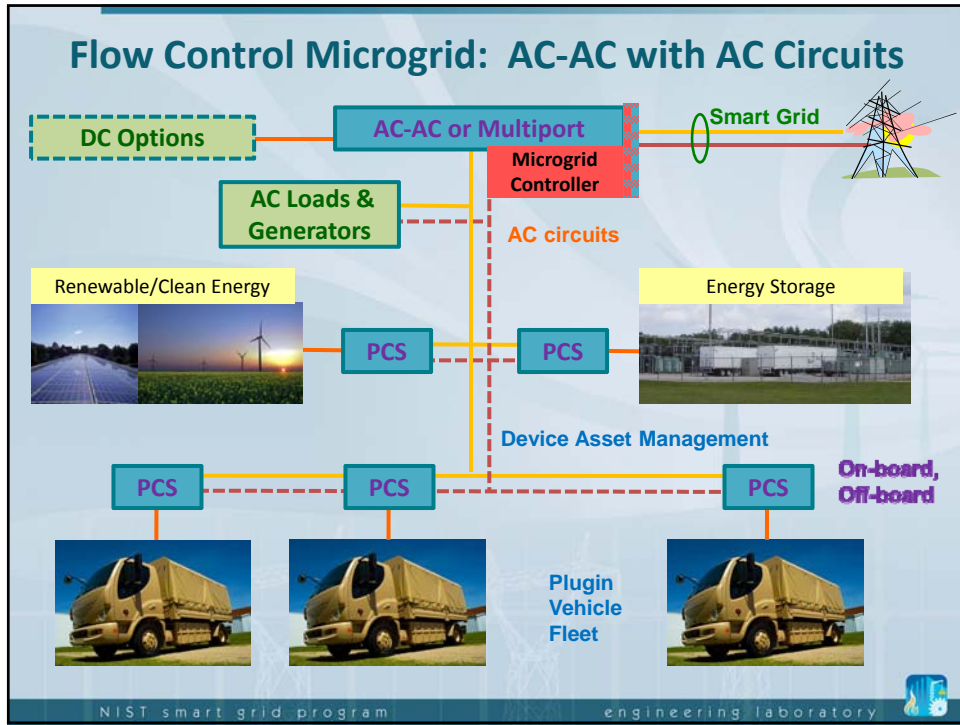 Flow Control Microgrid: AC-AC with AC Circuits
DC Options
AC-AC or Multiport
Smart Grid
Microgrid
Controller
AC Loads &
Generators
AC circuits
Renewable/Clean Energy
Energy Storage
PCS
PCS
Device Asset Management
PCS
PCS
PCS
On-board,
Off-board
Plugin
Vehicle
Fleet
NIST smart grid program
engineering laboratory